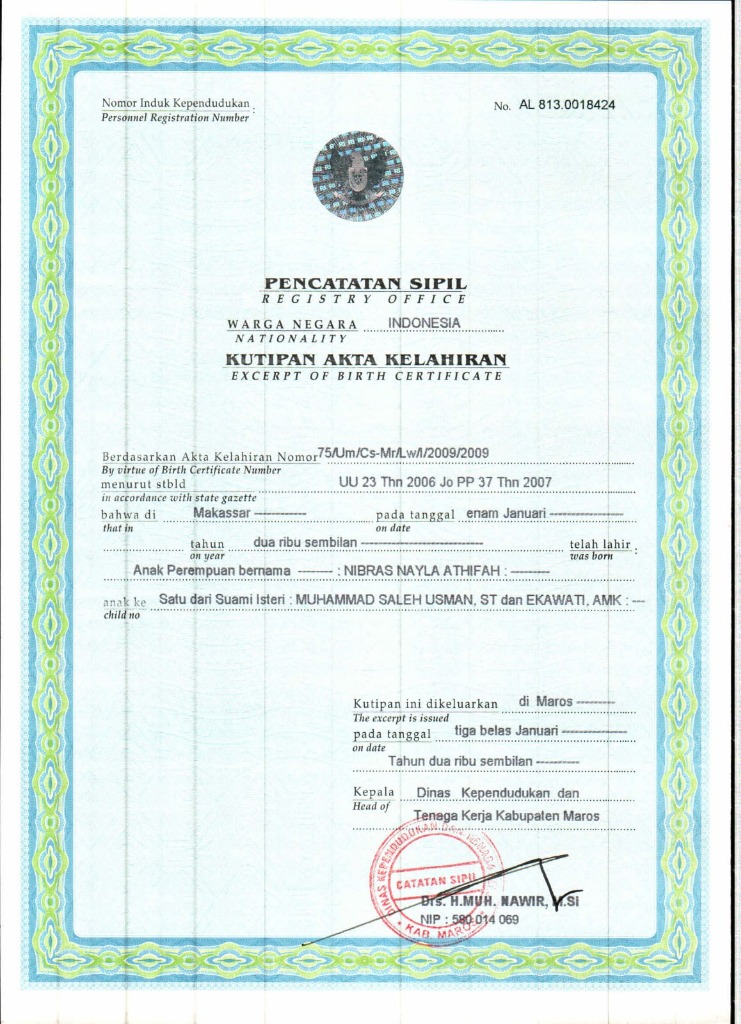 Nomor Induk Kependudukan :
Personnel Registration Number
No. AL 813.0018424
PENCATATAN SIPIL
REGISTRY OFFICE
WARGA NEGARA INDONESIA
NATIONALITY
KUTIPAN AKTA KELAHIRAN
EXCERPT OF BIRTH CERTIFICATE
Berdasarkan Akta Kelahiran Nomor 75/Um/Cs-Mr/Lw/I/2009/2009
By virtue of Birth Certificate Number
menurut stbld UU 23 Thn 2006 Jo PP 37 Thn 2007
in accordance with state gazette
bahwa di Makassar ----------- pada tanggal enam Januari ----------------
that in on date
tahun dua ribu sembilan -------------------------- telah lahir :
on year was born
Anak Perempuan bernama ------- : NIBRAS NAYLA ATHIFAH : --------
anak ke Satu dari Suami Isteri : MUHAMMAD SALEH USMAN, ST dan EKAWATI, AMK : ---
child no
Kutipan ini dikeluarkan di Maros --------
The excerpt is issued
pada tanggal tiga belas Januari --------------
on date
Tahun dua ribu sembilan ---------
Kepala Dinas Kependudukan dan
Head of
Tenaga Kerja Kabupaten Maros
DINAS KEPENDUDUKAN DAN
CATATAN SIPIL
KAB. MAROS
Drs. H.MUH. NAWIR, M.Si
NIP : 580 014 069